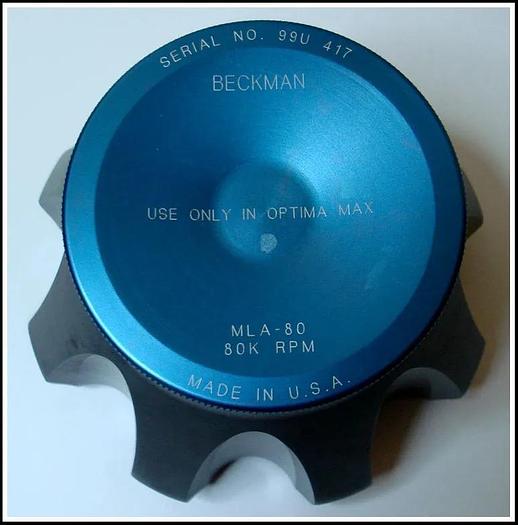 SERIAL NO. 99U 417
BECKMAN
USE ONLY IN OPTIMA MAX
MLA-80
80K RPM
MADE IN U.S.A.